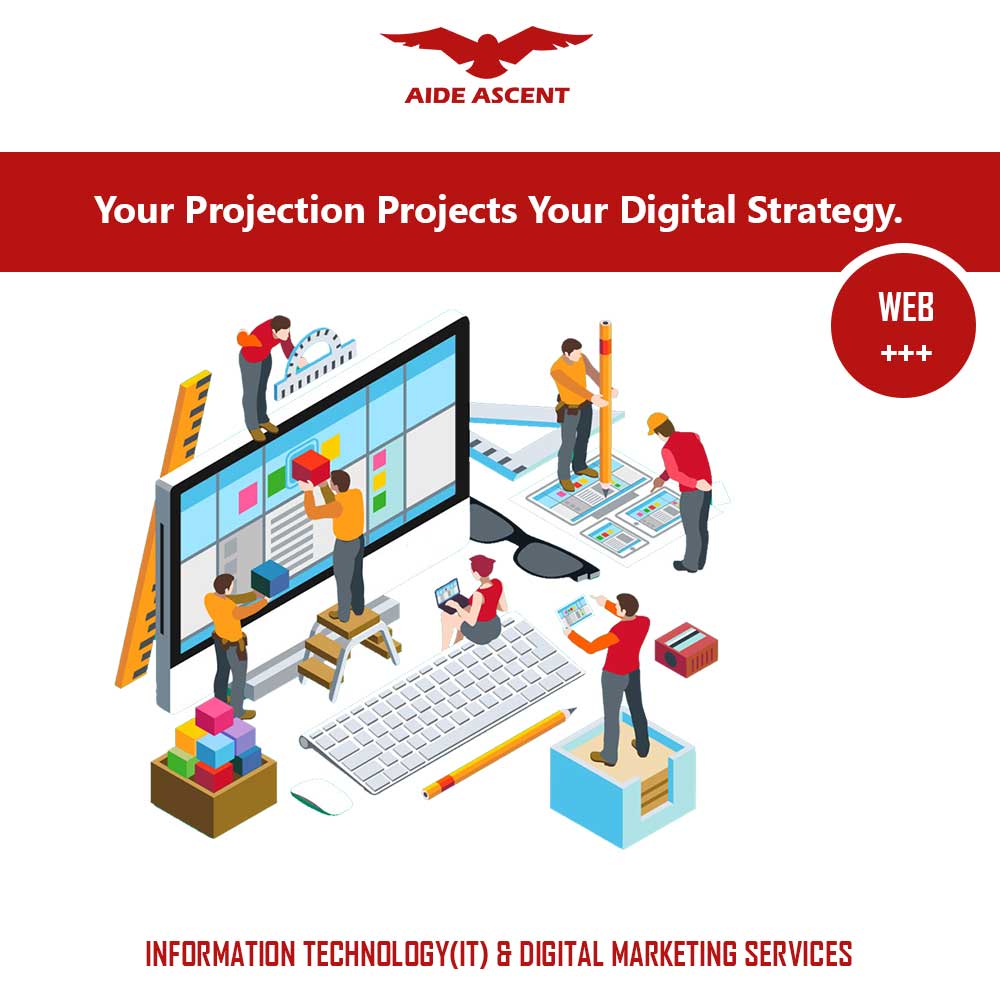 AIDE ASCENT
Your Projection Projects Your Digital Strategy.
WEB
+++
INFORMATION TECHNOLOGY(IT) & DIGITAL MARKETING SERVICES